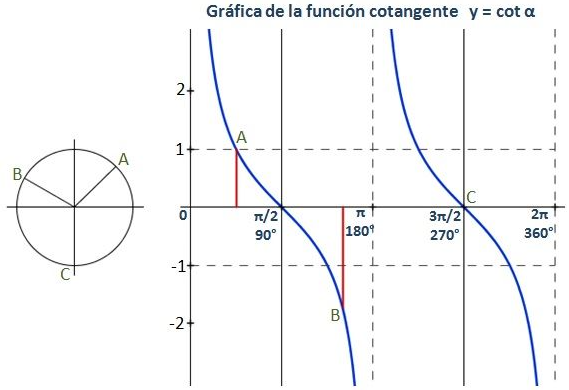 Gráfica de la función cotangente y = cot α
2
1
0
-1
-2
A
B
C
A
B
C
π/2
90°
π
180°
3π/2
270°
2π
360°